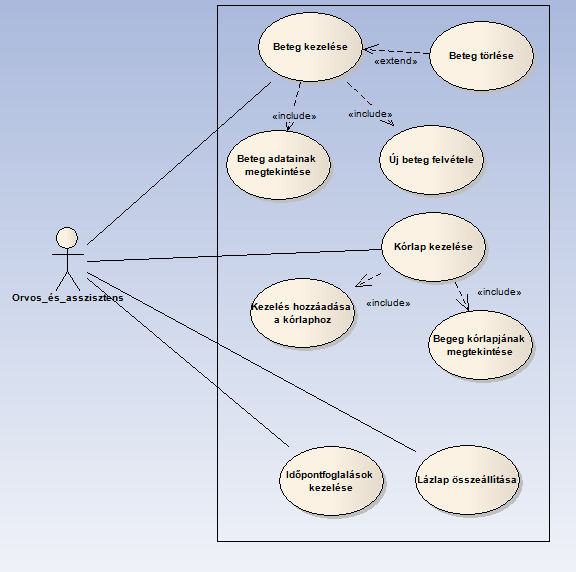 Beteg kezelése
Beteg törlése
«extend»
«include»
«include»
Beteg adatainak
megtekintése
Új beteg felvétele
Kórlap kezelése
Orvos_és_asszisztens
Kezelés hozzáadása
a kórlaphoz
«include»
«include»
Begeg kórlapjának
megtekintése
Időpontfoglalások
kezelése
Lázlap összeállítása